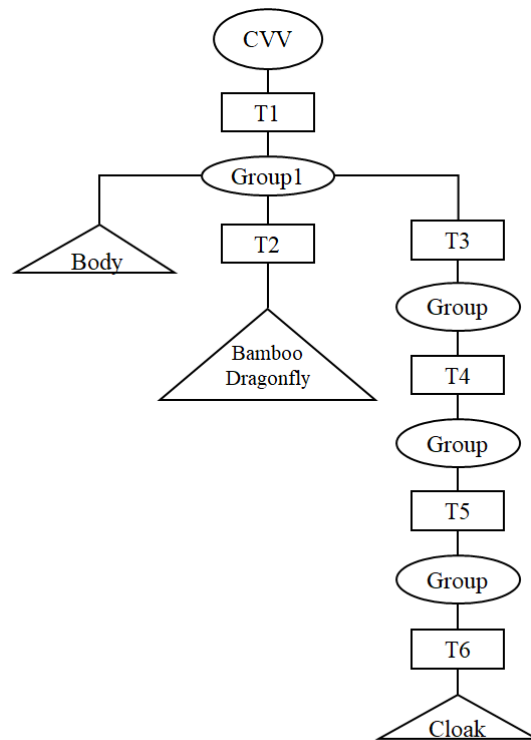 CVV
T1
Group1
Body
T2
T3
Bamboo
Dragonfly
Group
T4
Group
T5
Group
T6
Cloak